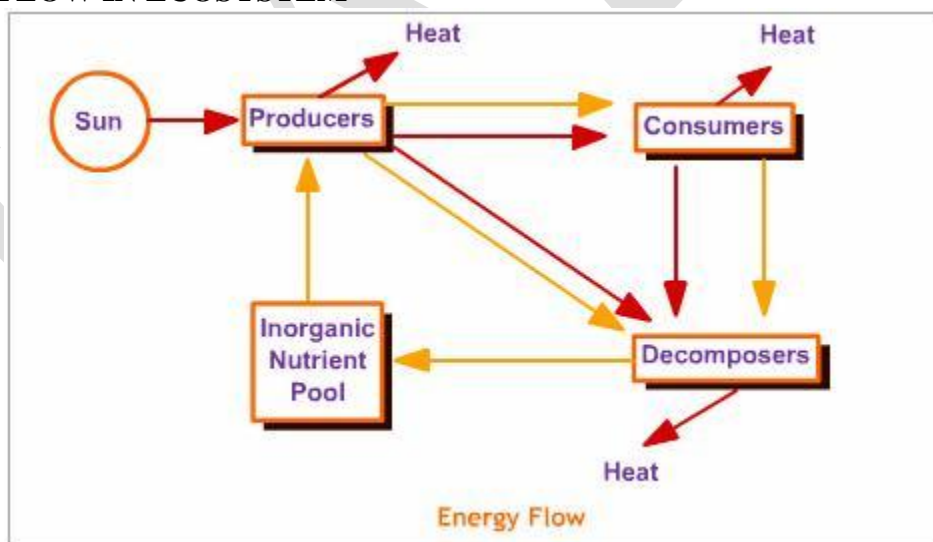 Heat
Heat
Sun
Producers
Consumers
Inorganic
Nutrient
Pool
Decomposers
Heat
Energy Flow